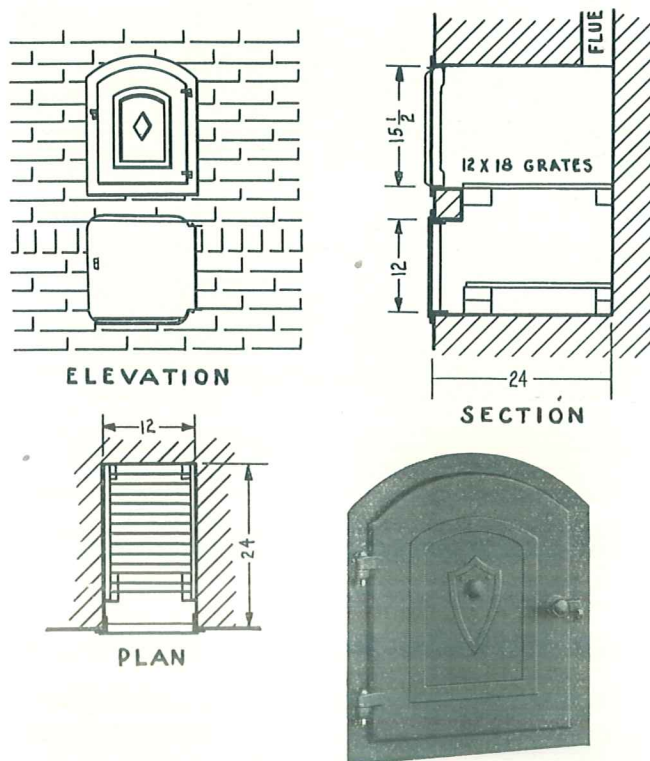 FLUE
15 1/2
12 X 18 GRATES
12
ELEVATION
24
SECTION
12
24
PLAN